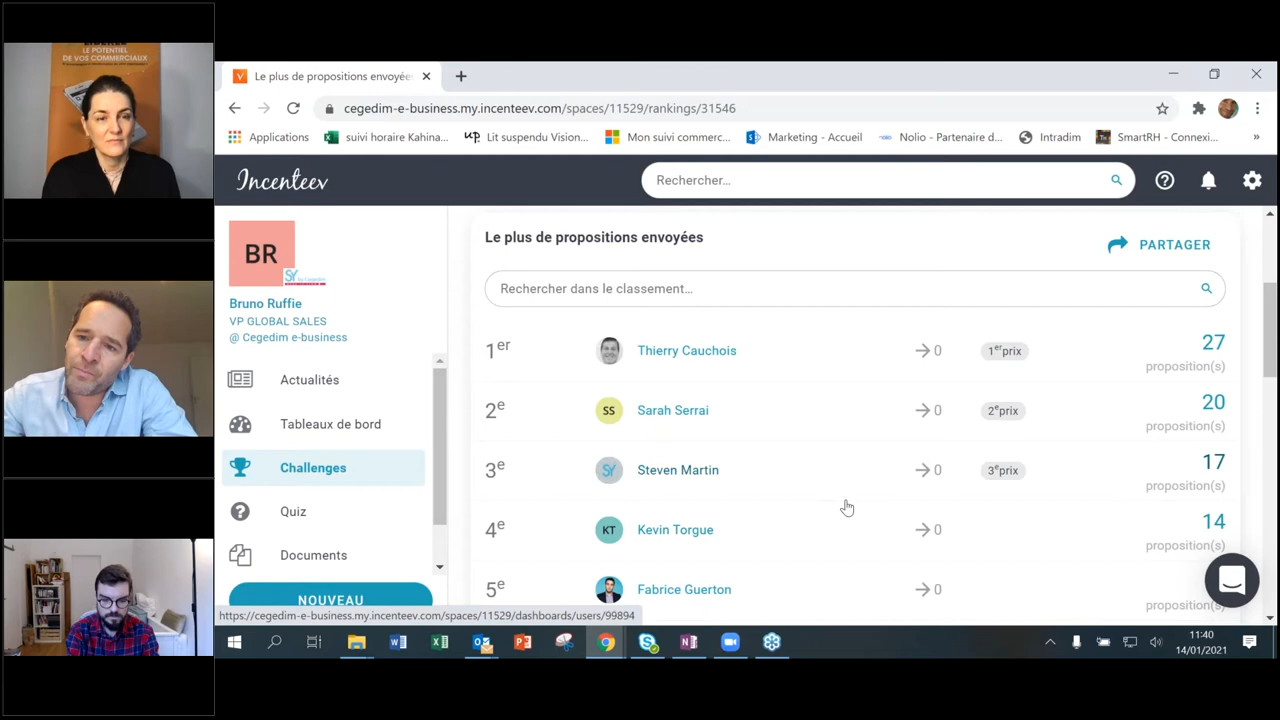 LE POTENTIEL
DE VOS COMMERCIAUX
Le plus de propositions envoyée
cegedim-e-business.my.incenteev.com/spaces/11529/rankings/31546
Applications
suivi horaire Kahina...
Lit suspendu Vision...
Mon suivi commerc...
Marketing - Accueil
Nolio - Partenaire d...
Intradim
SmartRH - Connexi...
»
Incenteev
Rechercher...
BR
SY by Cegedim
Bruno Ruffie
VP GLOBAL SALES
@ Cegedim e-business
Actualités
Tableaux de bord
Challenges
Quiz
Documents
NOUVEAU
Le plus de propositions envoyées
PARTAGER
Rechercher dans le classement...
1er Thierry Cauchois 0 1er prix 27
proposition(s)
2e SS Sarah Serrai 0 2e prix 20
proposition(s)
3e SY Steven Martin 0 3e prix 17
proposition(s)
4e KT Kevin Torgue 0 14
proposition(s)
5e Fabrice Guerton 0
proposition(s)
https://cegedim-e-business.my.incenteev.com/spaces/11529/dashboards/users/99894
11:40
14/01/2021